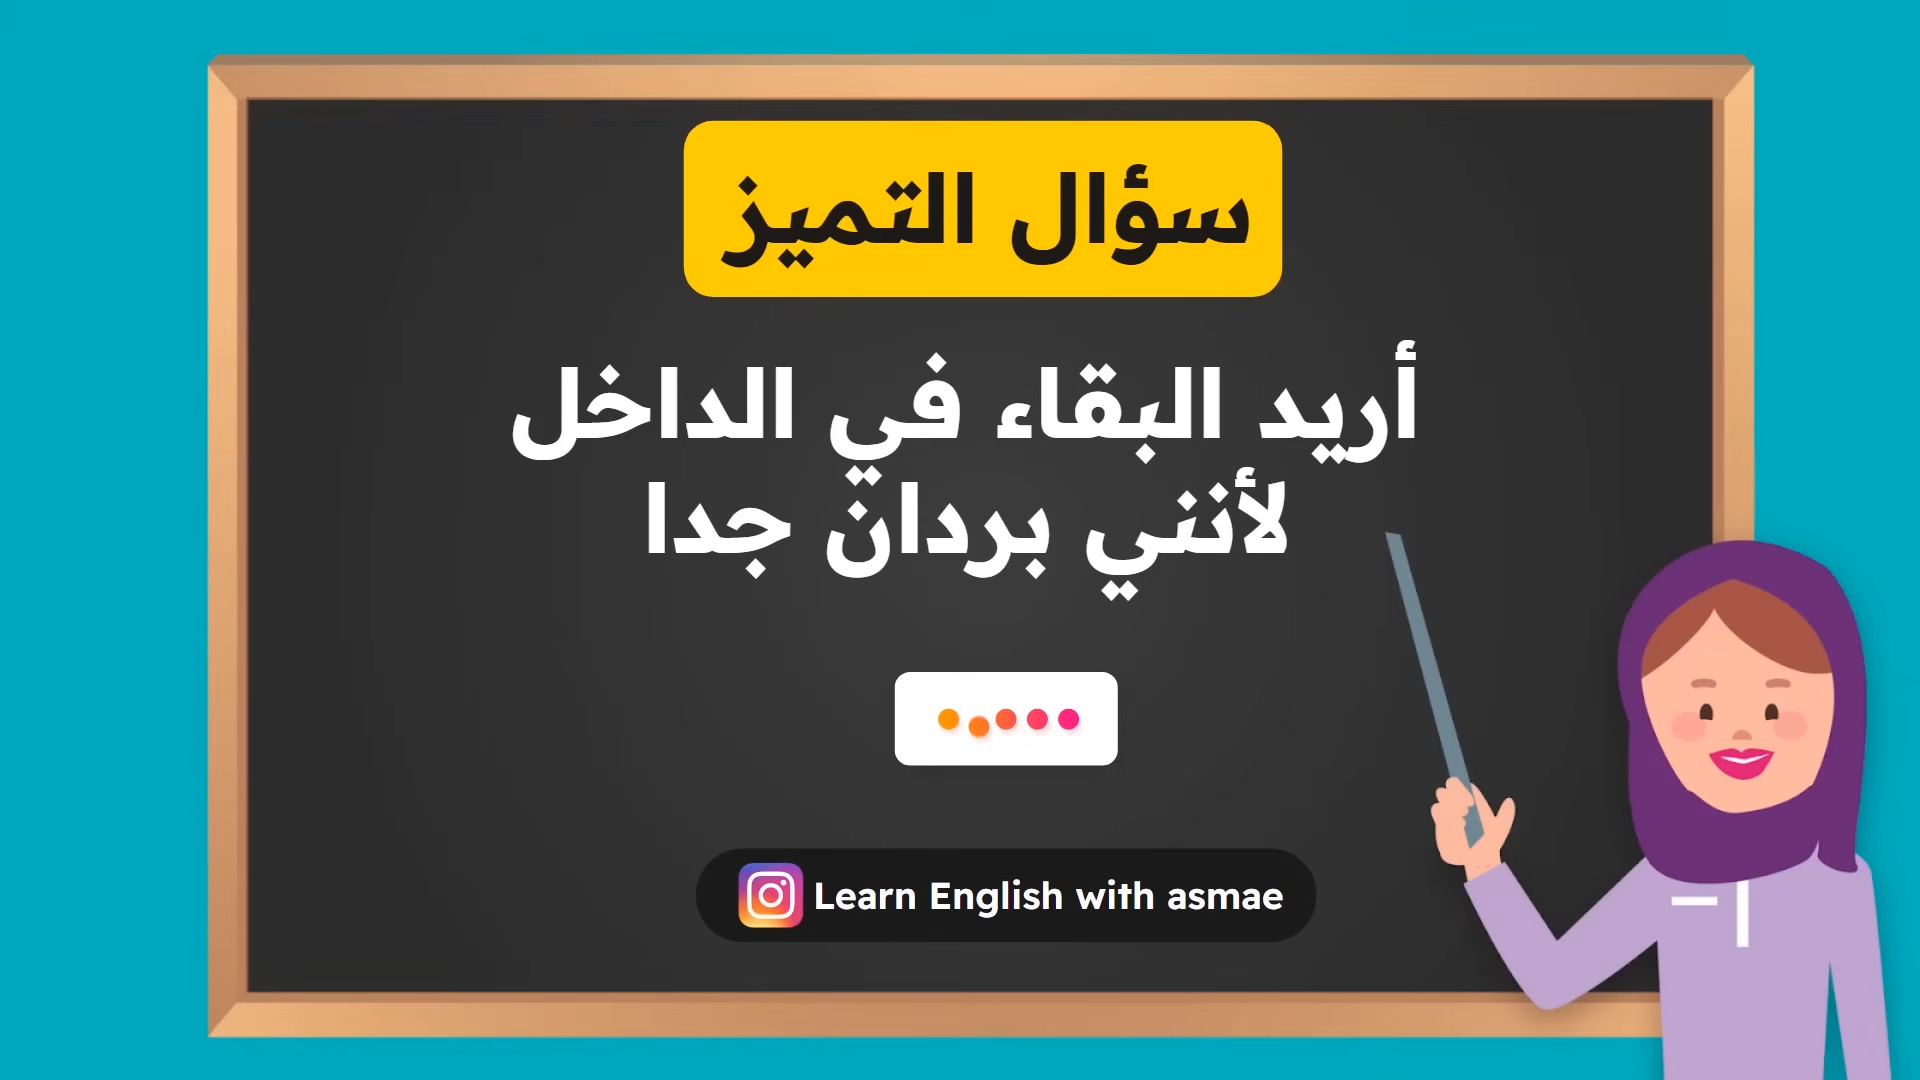 سؤال التميز
أريد البقاء في الداخل
لأنني بردان جدا
Learn English with asmae